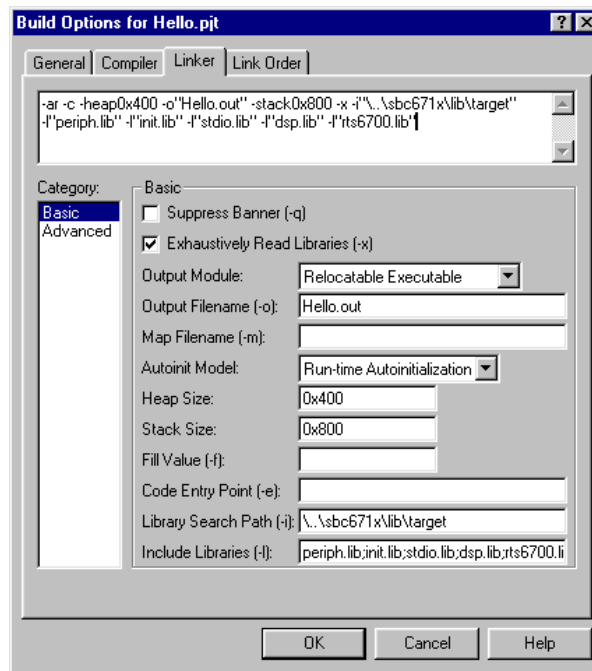 Build Options for Hello.pjt
General Compiler Linker Link Order
-ar -c -heap0x400 -o"Hello.out" -stack0x800 -x -i"\..\sbc671x\lib\target"
-l"periph.lib" -l"init.lib" -l"stdio.lib" -l"dsp.lib" -l"rts6700.lib"
Category:
Basic
Advanced
Basic
Suppress Banner (-q)
Exhaustively Read Libraries (-x)
Output Module: Relocatable Executable
Output Filename (-o): Hello.out
Map Filename (-m):
Autoinit Model: Run-time Autoinitialization
Heap Size: 0x400
Stack Size: 0x800
Fill Value (-f):
Code Entry Point (-e):
Library Search Path (-i): \..\sbc671x\lib\target
Include Libraries (-l): periph.lib;init.lib;stdio.lib;dsp.lib;rts6700.li
OK Cancel Help